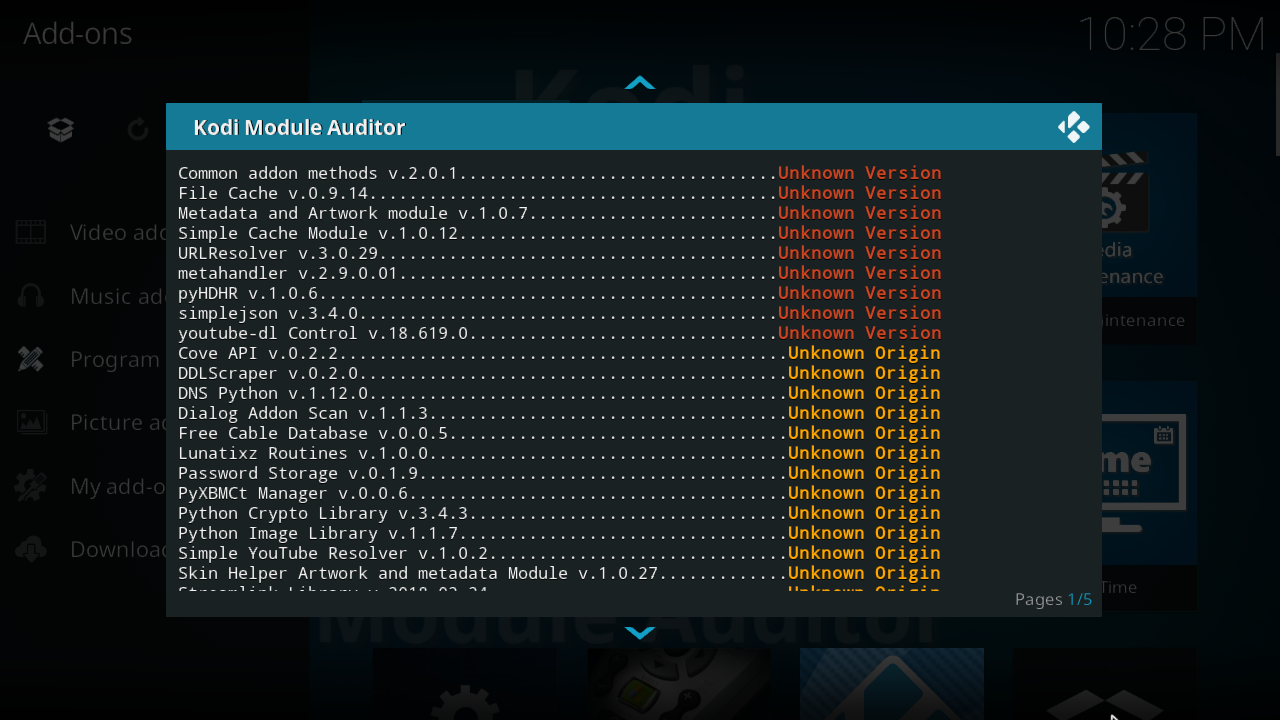 Add-ons
10:28 PM
Kodi
Kodi Module Auditor
Common addon methods v.2.0.1................................Unknown Version
File Cache v.0.9.14.........................................Unknown Version
Metadata and Artwork module v.1.0.7.........................Unknown Version
Simple Cache Module v.1.0.12................................Unknown Version
URLResolver v.3.0.29........................................Unknown Version
metahandler v.2.9.0.01......................................Unknown Version
pyHDHR v.1.0.6..............................................Unknown Version
simplejson v.3.4.0..........................................Unknown Version
youtube-dl Control v.18.619.0...............................Unknown Version
Cove API v.0.2.2.............................................Unknown Origin
DDLScraper v.0.2.0...........................................Unknown Origin
DNS Python v.1.12.0..........................................Unknown Origin
Dialog Addon Scan v.1.1.3....................................Unknown Origin
Free Cable Database v.0.0.5..................................Unknown Origin
Lunatixz Routines v.1.0.0....................................Unknown Origin
Password Storage v.0.1.9.....................................Unknown Origin
PyXBMCt Manager v.0.0.6......................................Unknown Origin
Python Crypto Library v.3.4.3................................Unknown Origin
Python Image Library v.1.1.7.................................Unknown Origin
Simple YouTube Resolver v.1.0.2..............................Unknown Origin
Skin Helper Artwork and metadata Module v.1.0.27.............Unknown Origin
Pages 1/5
Video add
Music ad
Program
Picture a
My add-o
Download
edia
enance
intenance
me
Time
Module Auditor